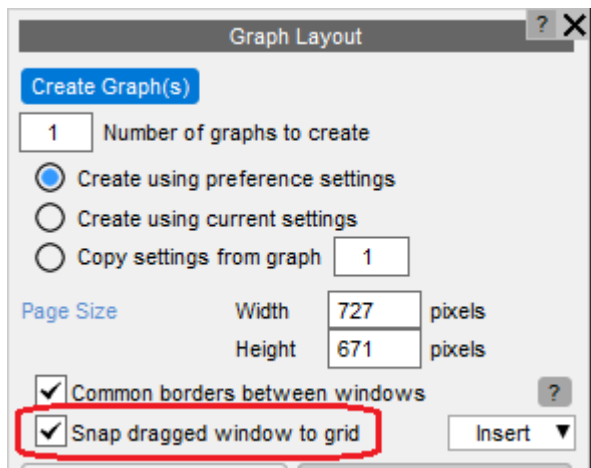 Graph Layout ?
Create Graph(s)
1 Number of graphs to create
Create using preference settings
Create using current settings
Copy settings from graph 1
Page Size Width 727 pixels
Height 671 pixels
Common borders between windows ?
Snap dragged window to grid Insert